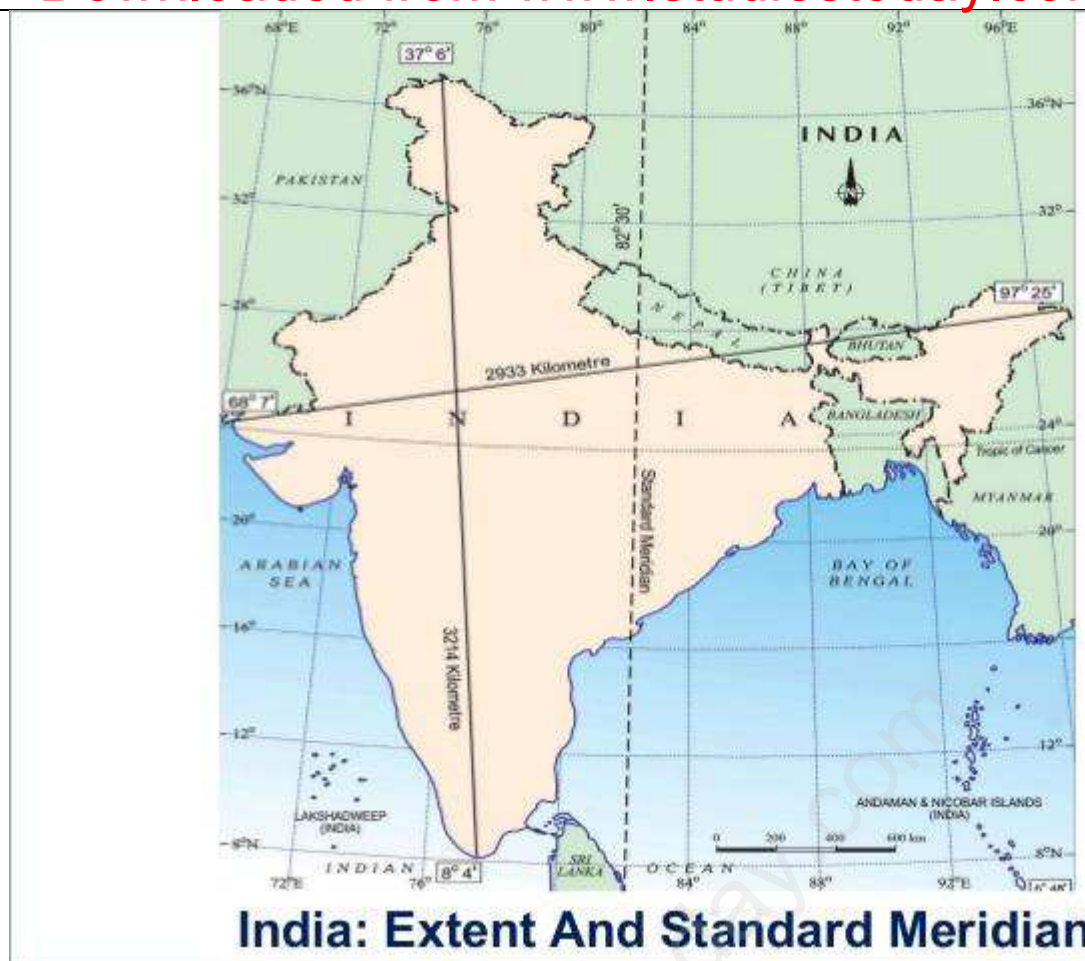 68°E 72° 76° 80° 84° 88° 92° 96°E
37° 6'
36°N 36°N
INDIA
N
PAKISTAN
32° 32°
82° 30'
CHINA
(TIBET)
28°
97° 25'
NEPAL
BHUTAN
2933 Kilometre
68° 7'
INDIA
BANGLADESH
24°
Tropic of Cancer
Standard Meridian
MYANMAR
20° 20°
ARABIAN
SEA
BAY OF
BENGAL
16° 16°
3214 Kilometre
12° 12°
LAKSHADWEEP
(INDIA)
ANDAMAN & NICOBAR ISLANDS
(INDIA)
0 200 400 600 km
8°N 8°N
INDIAN OCEAN
8° 4'
SRI
LANKA
72°E 76° 84° 88° 92°E
India: Extent And Standard Meridian